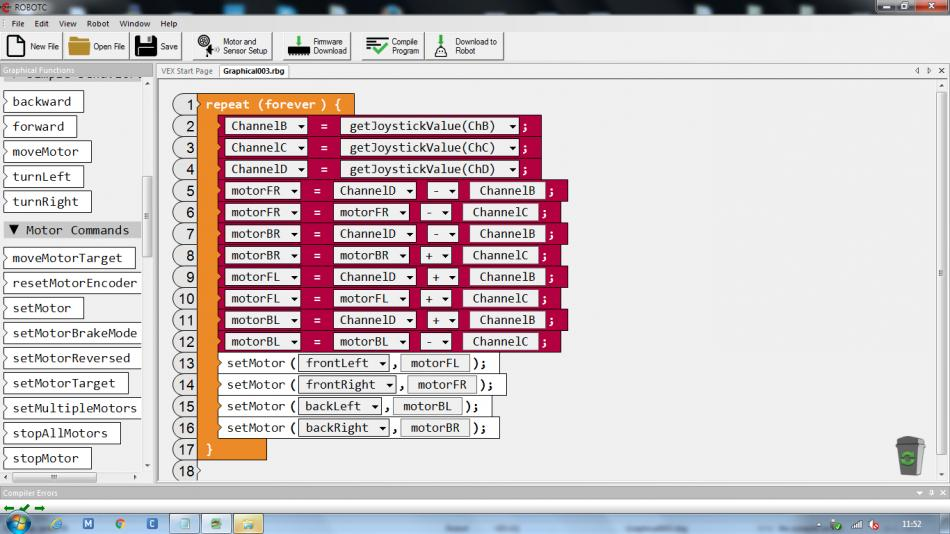 ROBOTC
File Edit View Robot Window Help
New File Open File Save Motor and Sensor Setup Firmware Download Compile Program Download to Robot
Graphical Functions
VEX Start Page Graphical003.rbg
backward
forward
moveMotor
turnLeft
turnRight
▼ Motor Commands
moveMotorTarget
resetMotorEncoder
setMotor
setMotorBrakeMode
setMotorReversed
setMotorTarget
setMultipleMotors
stopAllMotors
stopMotor
1 repeat (forever ) {
2 ChannelB = getJoystickValue(ChB) ;
3 ChannelC = getJoystickValue(ChC) ;
4 ChannelD = getJoystickValue(ChD) ;
5 motorFR = ChannelD - ChannelB ;
6 motorFR = motorFR - ChannelC ;
7 motorBR = ChannelD - ChannelB ;
8 motorBR = motorBR + ChannelC ;
9 motorFL = ChannelD + ChannelB ;
10 motorFL = motorFL + ChannelC ;
11 motorBL = ChannelD + ChannelB ;
12 motorBL = motorBL - ChannelC ;
13 setMotor ( frontLeft , motorFL );
14 setMotor ( frontRight , motorFR );
15 setMotor ( backLeft , motorBL );
16 setMotor ( backRight , motorBR );
17 }
18
Compiler Errors
11:52